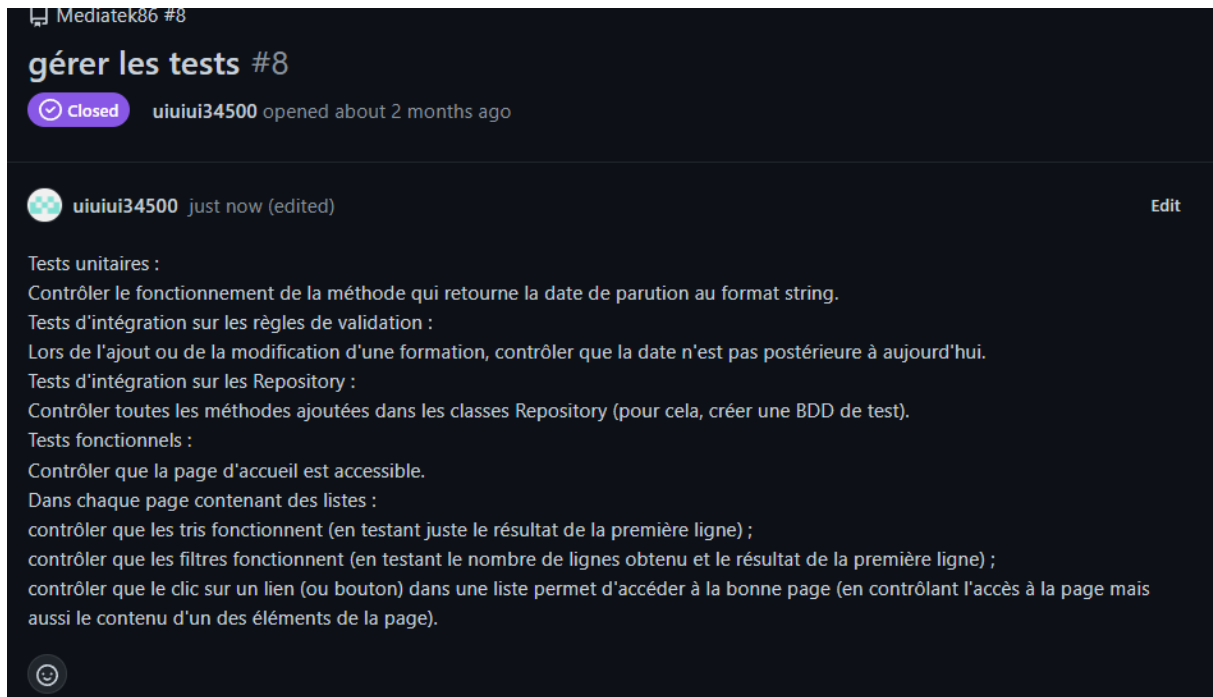 Mediatek86 #8
gérer les tests #8
Closed uiuiui34500 opened about 2 months ago
uiuiui34500 just now (edited) Edit
Tests unitaires :
Contrôler le fonctionnement de la méthode qui retourne la date de parution au format string.
Tests d'intégration sur les règles de validation :
Lors de l'ajout ou de la modification d'une formation, contrôler que la date n'est pas postérieure à aujourd'hui.
Tests d'intégration sur les Repository :
Contrôler toutes les méthodes ajoutées dans les classes Repository (pour cela, créer une BDD de test).
Tests fonctionnels :
Contrôler que la page d'accueil est accessible.
Dans chaque page contenant des listes :
contrôler que les tris fonctionnent (en testant juste le résultat de la première ligne) ;
contrôler que les filtres fonctionnent (en testant le nombre de lignes obtenu et le résultat de la première ligne) ;
contrôler que le clic sur un lien (ou bouton) dans une liste permet d'accéder à la bonne page (en contrôlant l'accès à la page mais
aussi le contenu d'un des éléments de la page).